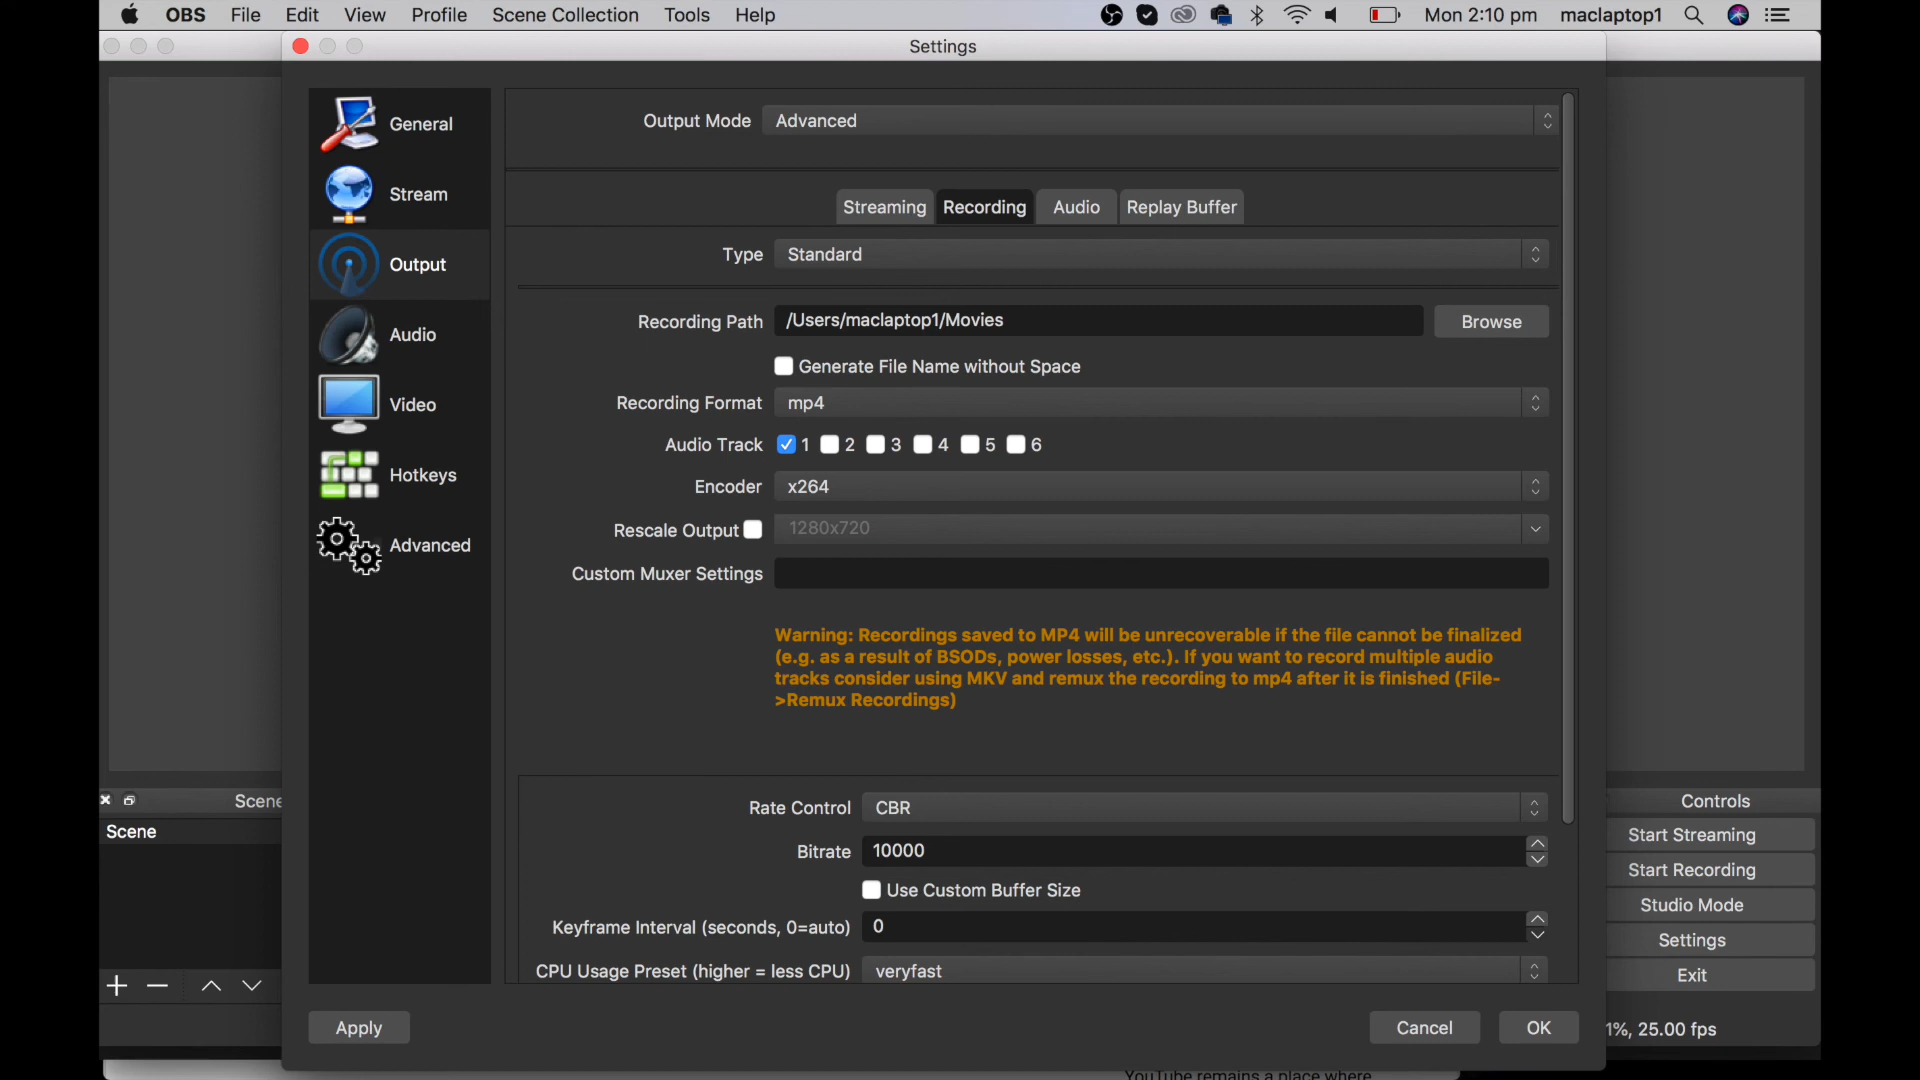 OBS File Edit View Profile Scene Collection Tools Help Mon 2:10 pm maclaptop1
Settings
General
Stream
Output
Audio
Video
Hotkeys
Advanced
Output Mode Advanced
Streaming Recording Audio Replay Buffer
Type Standard
Recording Path /Users/maclaptop1/Movies Browse
Generate File Name without Space
Recording Format mp4
Audio Track 1 2 3 4 5 6
Encoder x264
Rescale Output 1280x720
Custom Muxer Settings
Warning: Recordings saved to MP4 will be unrecoverable if the file cannot be finalized
(e.g. as a result of BSODs, power losses, etc.). If you want to record multiple audio
tracks consider using MKV and remux the recording to mp4 after it is finished (File-
>Remux Recordings)
Rate Control CBR
Bitrate 10000
Use Custom Buffer Size
Keyframe Interval (seconds, 0=auto) 0
CPU Usage Preset (higher = less CPU) veryfast
Apply Cancel OK
Scene
Scene
Controls
Start Streaming
Start Recording
Studio Mode
Settings
Exit
1%, 25.00 fps
YouTube remains a place where